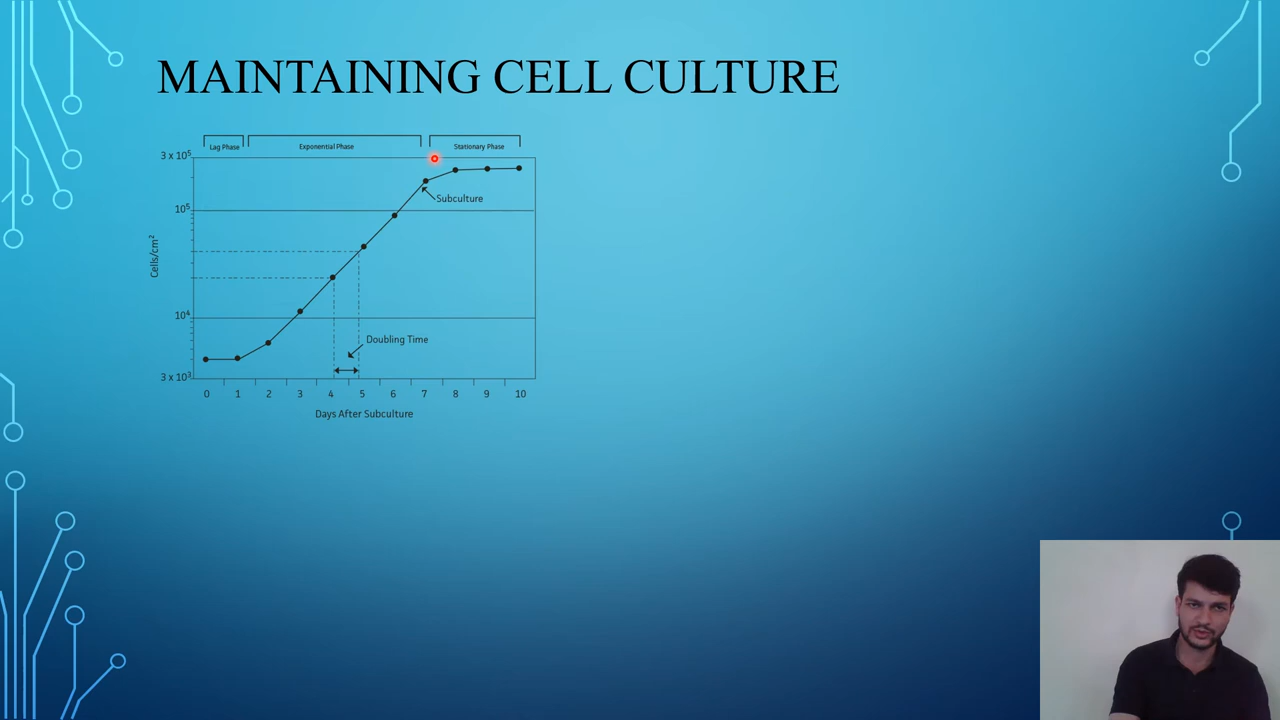 MAINTAINING CELL CULTURE
Lag Phase Exponential Phase Stationary Phase
3 x 10⁵
Subculture
10⁵
Cells/cm²
10⁴
Doubling Time
3 x 10³
0 1 2 3 4 5 6 7 8 9 10
Days After Subculture